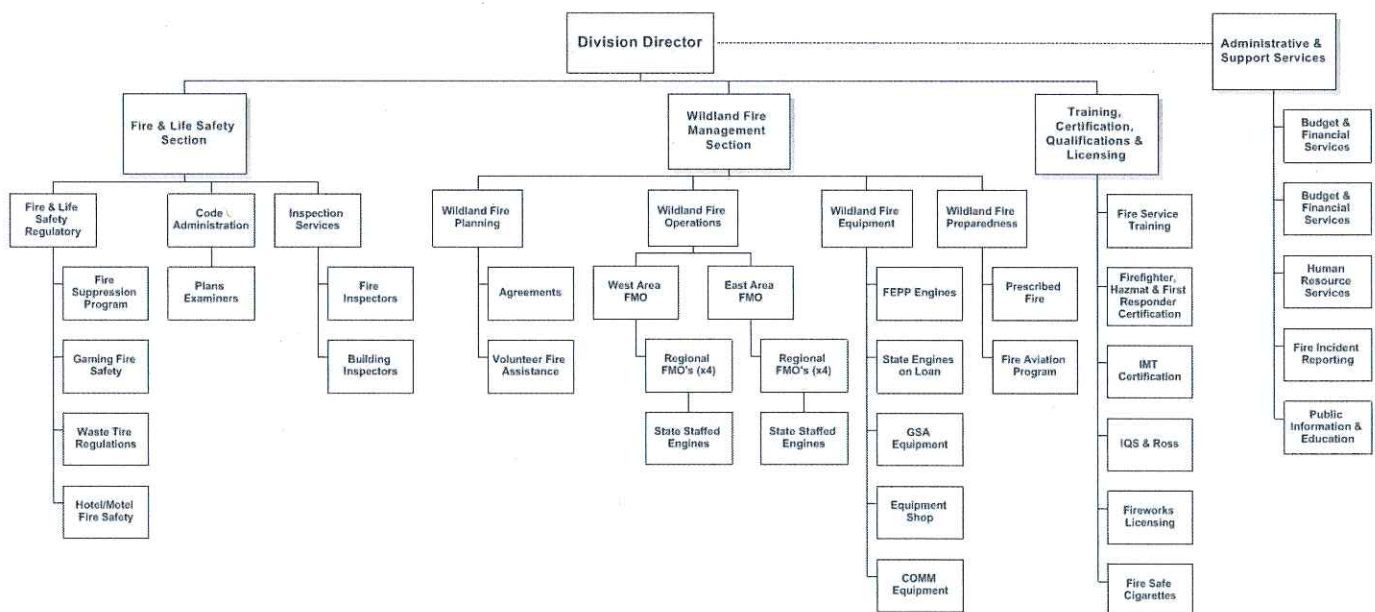 Division Director
Administrative &
Support Services
Fire & Life Safety
Section
Wildland Fire
Management
Section
Training,
Certification,
Qualifications &
Licensing
Budget &
Financial
Services
Budget &
Financial
Services
Human
Resource
Services
Fire Incident
Reporting
Public
Information &
Education
Fire & Life
Safety
Regulatory
Code
Administration
Inspection
Services
Wildland Fire
Planning
Wildland Fire
Operations
Wildland Fire
Equipment
Wildland Fire
Preparedness
Fire
Suppression
Program
Gaming Fire
Safety
Waste Tire
Regulations
Hotel/Motel
Fire Safety
Plans
Examiners
Fire
Inspectors
Building
Inspectors
Agreements
Volunteer Fire
Assistance
West Area
FMO
East Area
FMO
Regional
FMO's (x4)
Regional
FMO's (x4)
State Staffed
Engines
State Staffed
Engines
FEPP Engines
State Engines
on Loan
GSA
Equipment
Equipment
Shop
COMM
Equipment
Prescribed
Fire
Fire Aviation
Program
Fire Service
Training
Firefighter,
Hazmat & First
Responder
Certification
IMT
Certification
IQS & Ross
Fireworks
Licensing
Fire Safe
Cigarettes